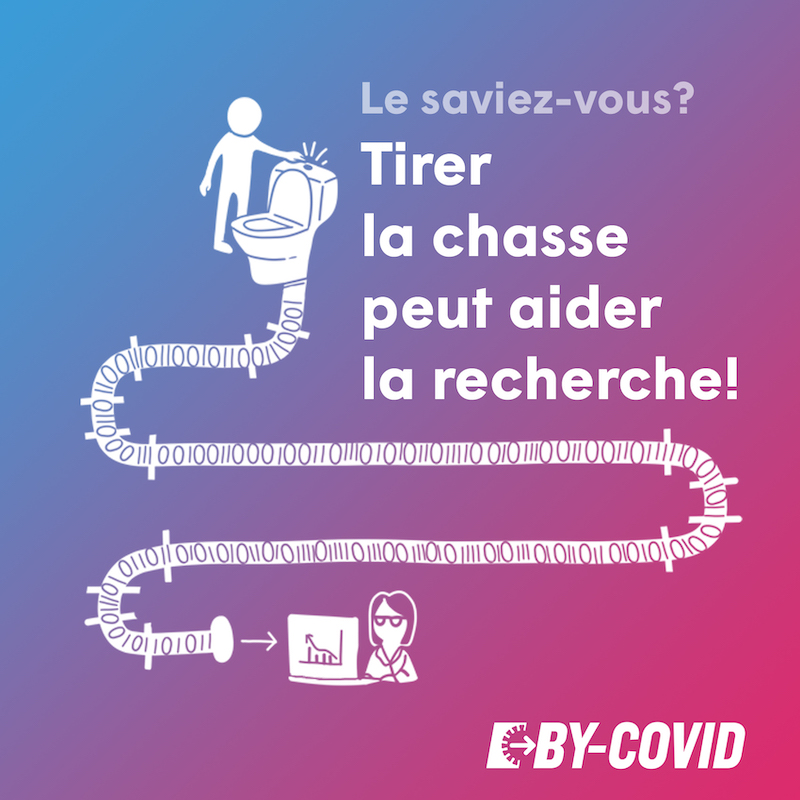 Le saviez-vous?
Tirer
la chasse
peut aider
la recherche!
BY-COVID